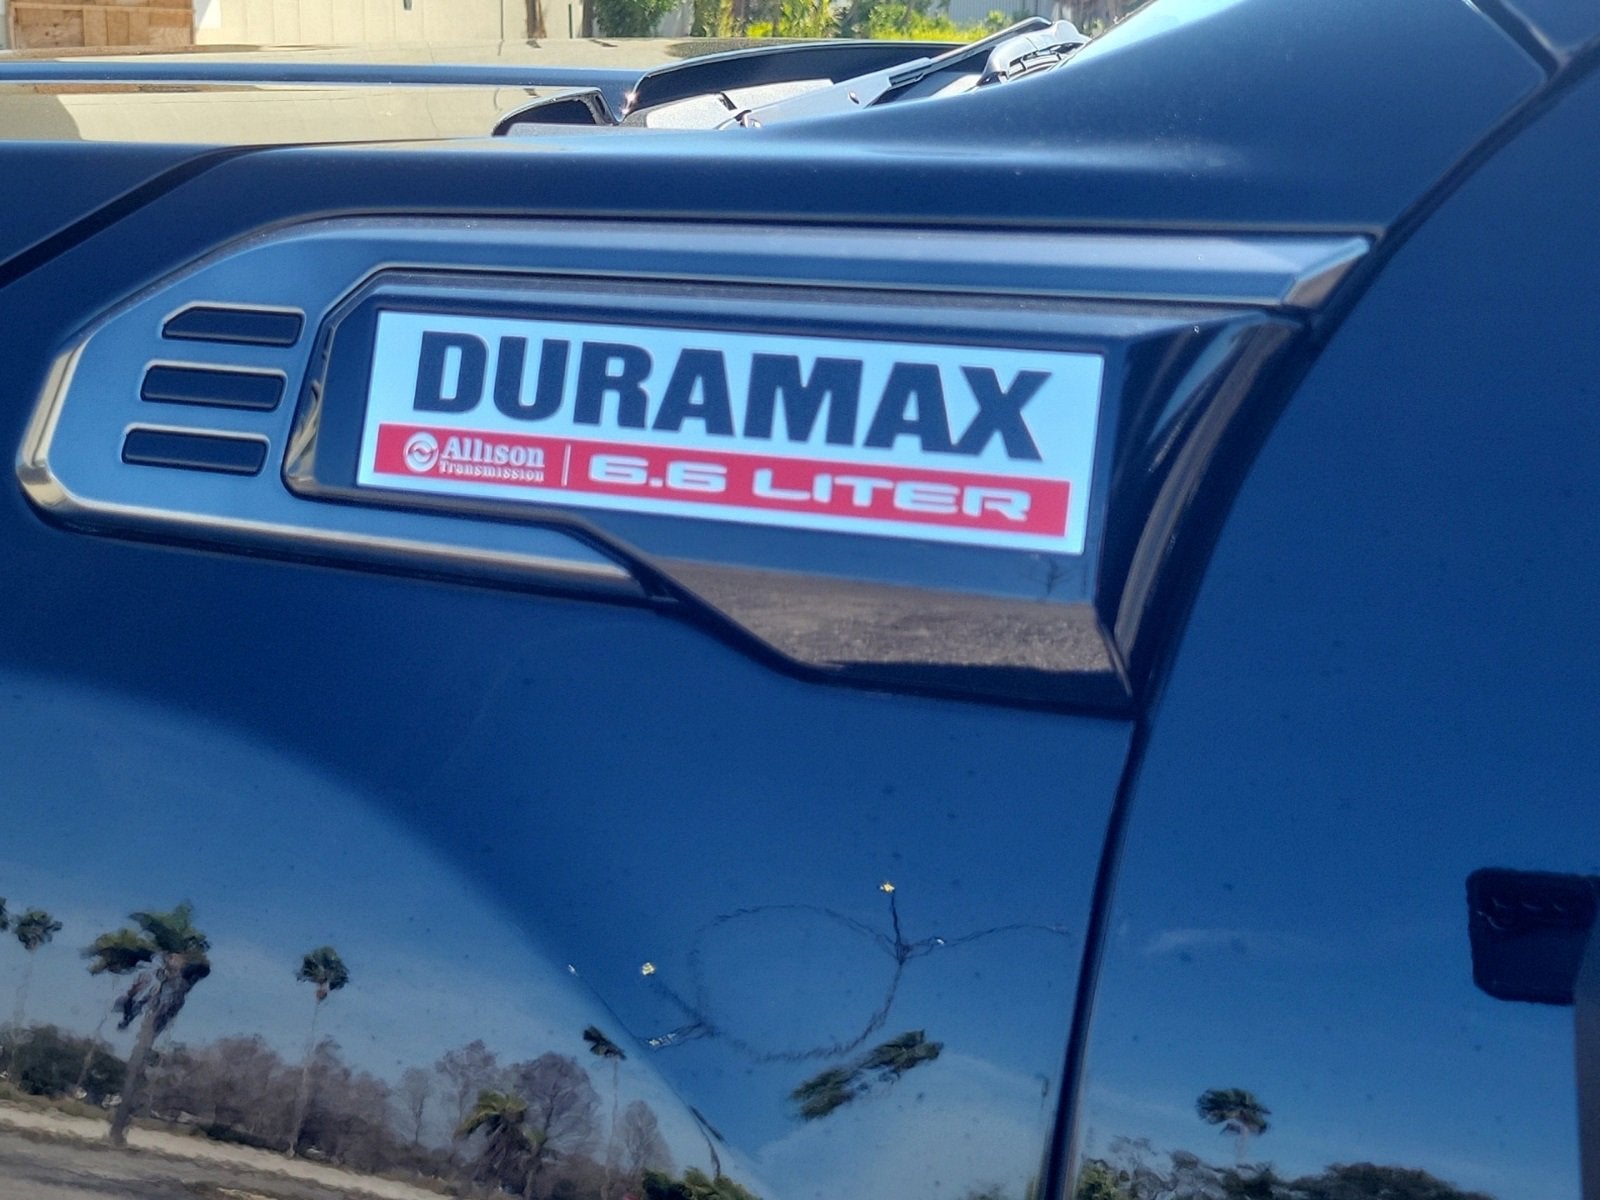 DURAMAX
Allison
Transmission
6.6 LITER